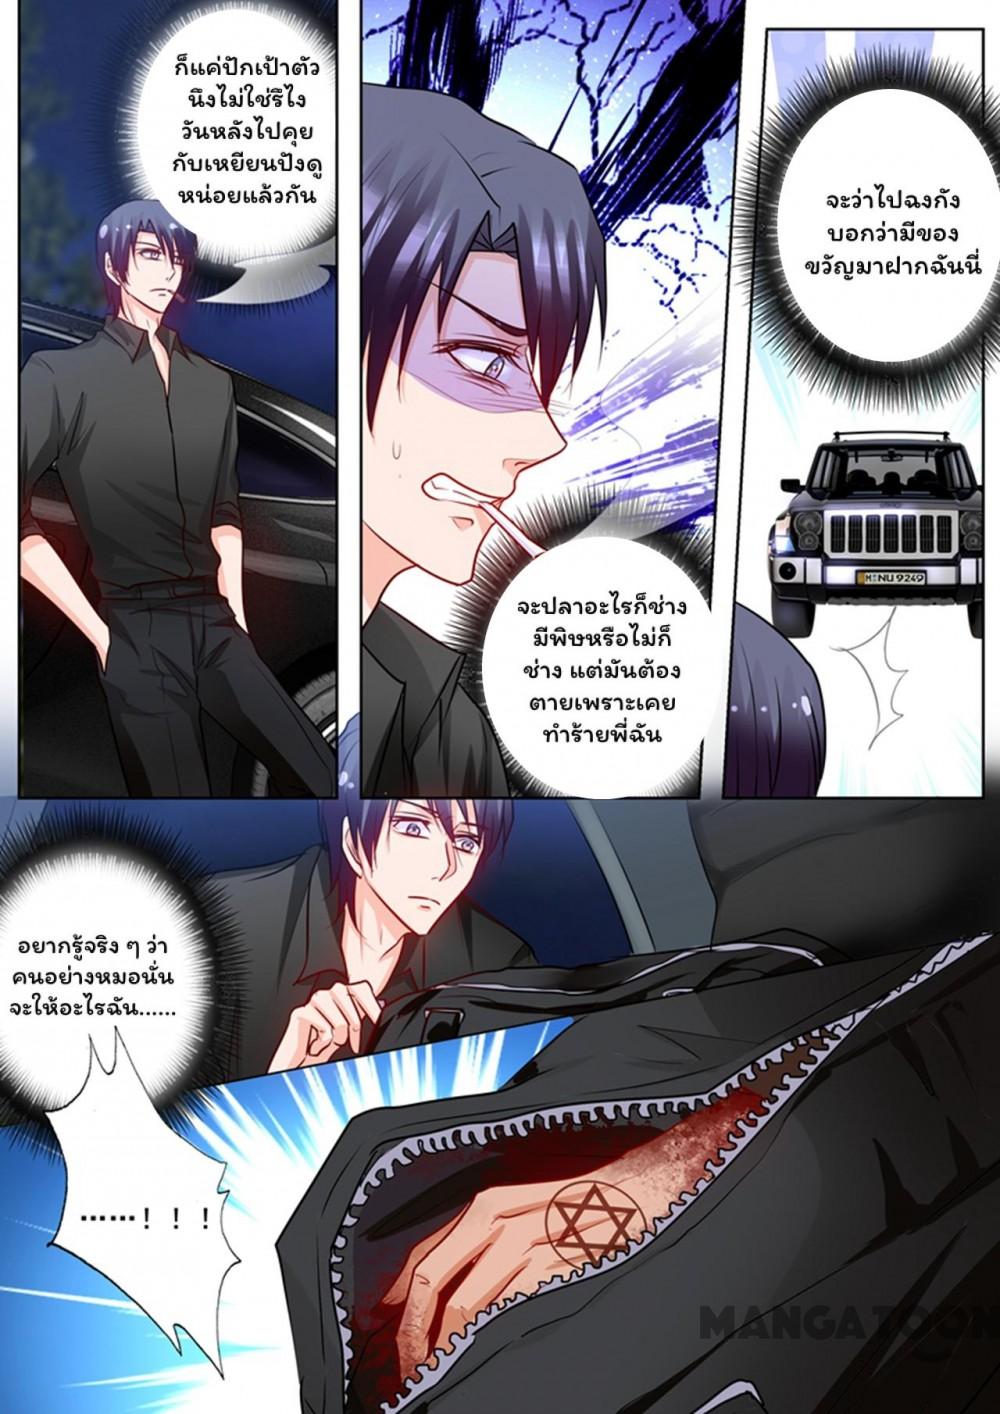 ก็แค่ปักเป้าตัว
นึงไม่ใช่รึไง
วันหลังไปคุย
กับเหยียนปังดู
หน่อยแล้วกัน
จะปลาอะไรก็ช่าง
มีพิษหรือไม่ก็
ช่าง แต่มันต้อง
ตายเพราะเคย
ทำร้ายพี่ฉัน
จะว่าไปฉงกัง
บอกว่ามีของ
ขวัญมาฝากฉันนี่
M NU 9249
อยากรู้จริง ๆ ว่า
คนอย่างหมอนั่น
จะให้อะไรฉัน......
......! ! !
MANGATOON